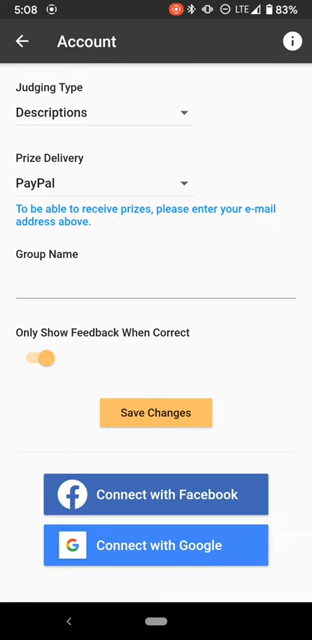 5:08
LTE
83%
Account
Judging Type
Descriptions
Prize Delivery
PayPal
To be able to receive prizes, please enter your e-mail
address above.
Group Name
Only Show Feedback When Correct
Save Changes
Connect with Facebook
Connect with Google